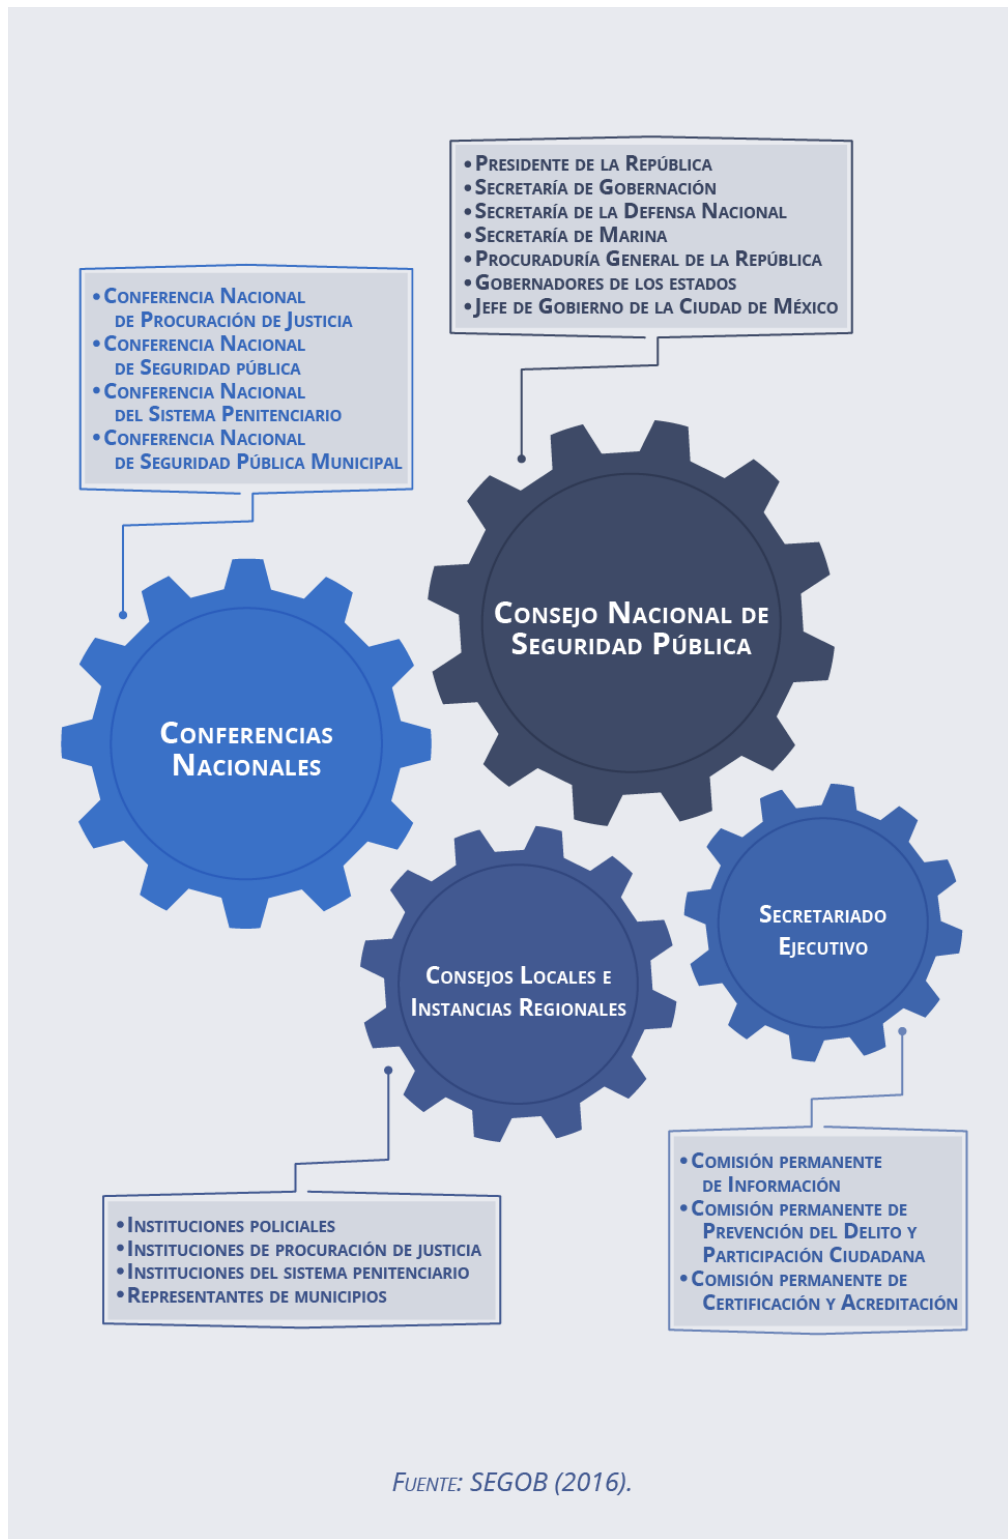 • Presidente de la República
• Secretaría de Gobernación
• Secretaría de la Defensa Nacional
• Secretaría de Marina
• Procuraduría General de la República
• Gobernadores de los estados
• Jefe de Gobierno de la Ciudad de México
• Conferencia Nacional
de Procuración de Justicia
• Conferencia Nacional
de Seguridad pública
• Conferencia Nacional
del Sistema Penitenciario
• Conferencia Nacional
de Seguridad Pública Municipal
Consejo Nacional de
Seguridad Pública
Conferencias
Nacionales
Secretariado
Ejecutivo
Consejos Locales e
Instancias Regionales
• Comisión permanente
de Información
• Comisión permanente de
Prevención del Delito y
Participación Ciudadana
• Comisión permanente de
Certificación y Acreditación
• Instituciones policiales
• Instituciones de procuración de justicia
• Instituciones del sistema penitenciario
• Representantes de municipios
Fuente: SEGOB (2016).